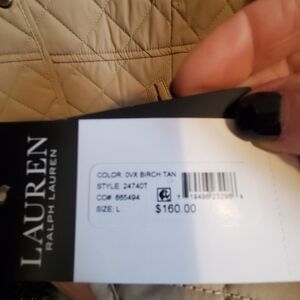 LAUREN
RALPH LAUREN
COLOR: 0VX BIRCH TAN
STYLE: 24740T
CO#: 665494
SIZE: L
$160.00